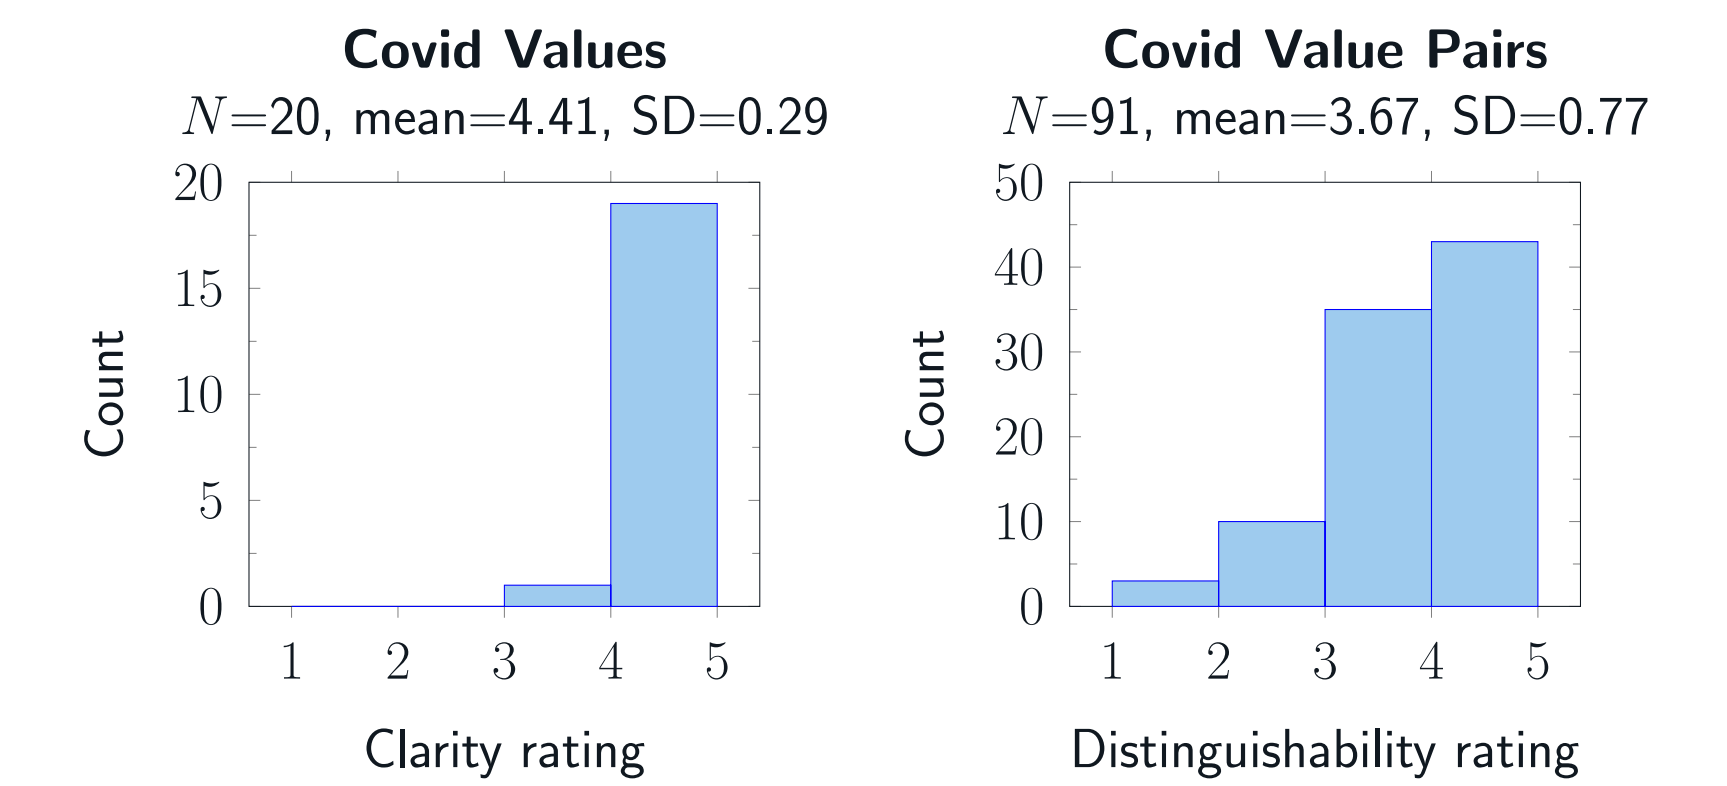 Covid Values
N=20, mean=4.41, SD=0.29
20
15
10
5
0
Count
1 2 3 4 5
Clarity rating
Covid Value Pairs
N=91, mean=3.67, SD=0.77
50
40
30
20
10
0
Count
1 2 3 4 5
Distinguishability rating